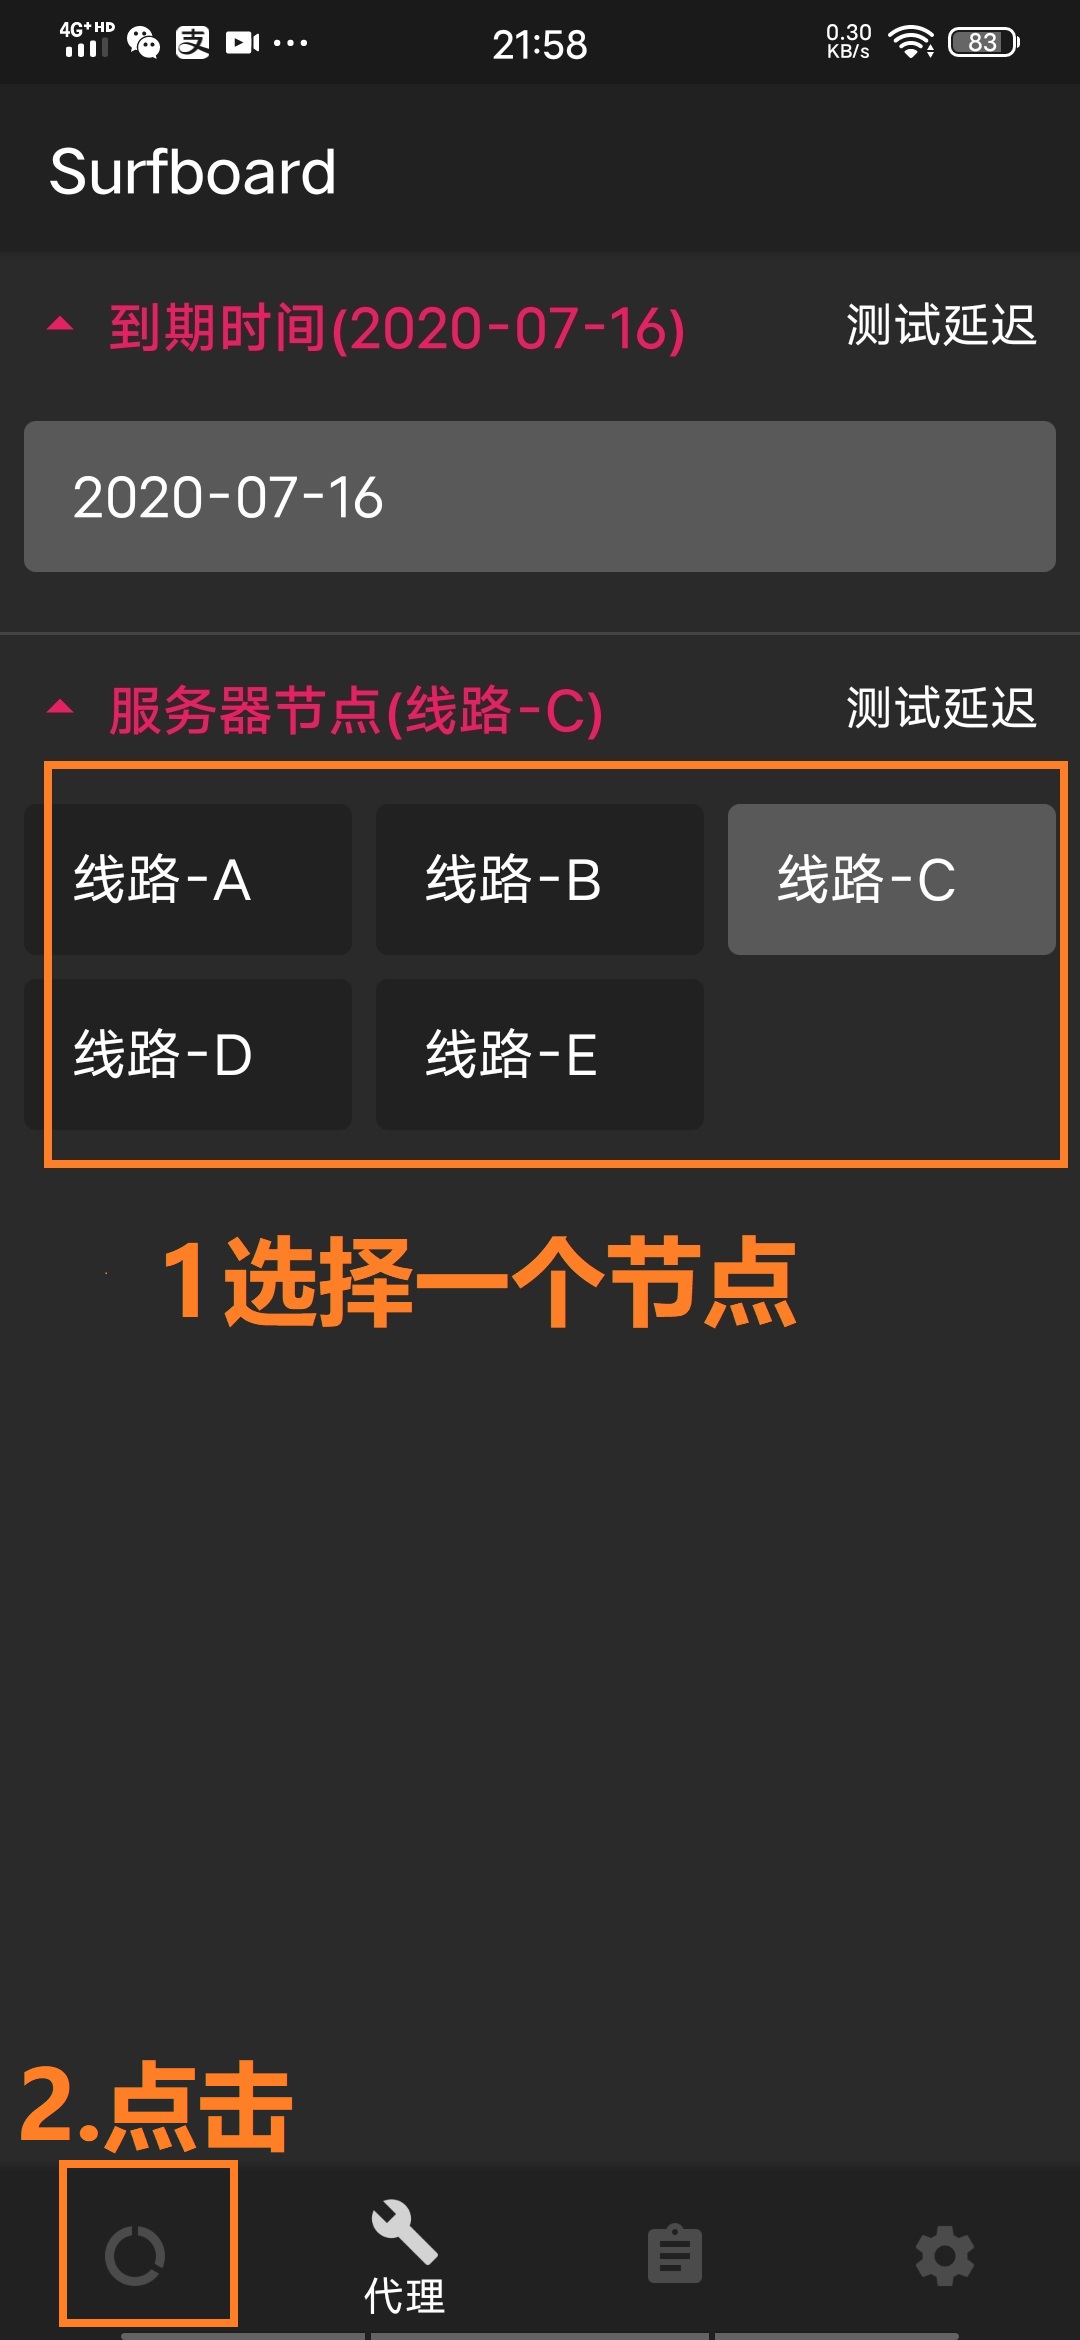 4G+ HD
支
21:58
0.30
KB/s
83
Surfboard
到期时间(2020-07-16)
测试延迟
2020-07-16
服务器节点(线路-C)
测试延迟
线路-A
线路-B
线路-C
线路-D
线路-E
1选择一个节点
2.点击
代理